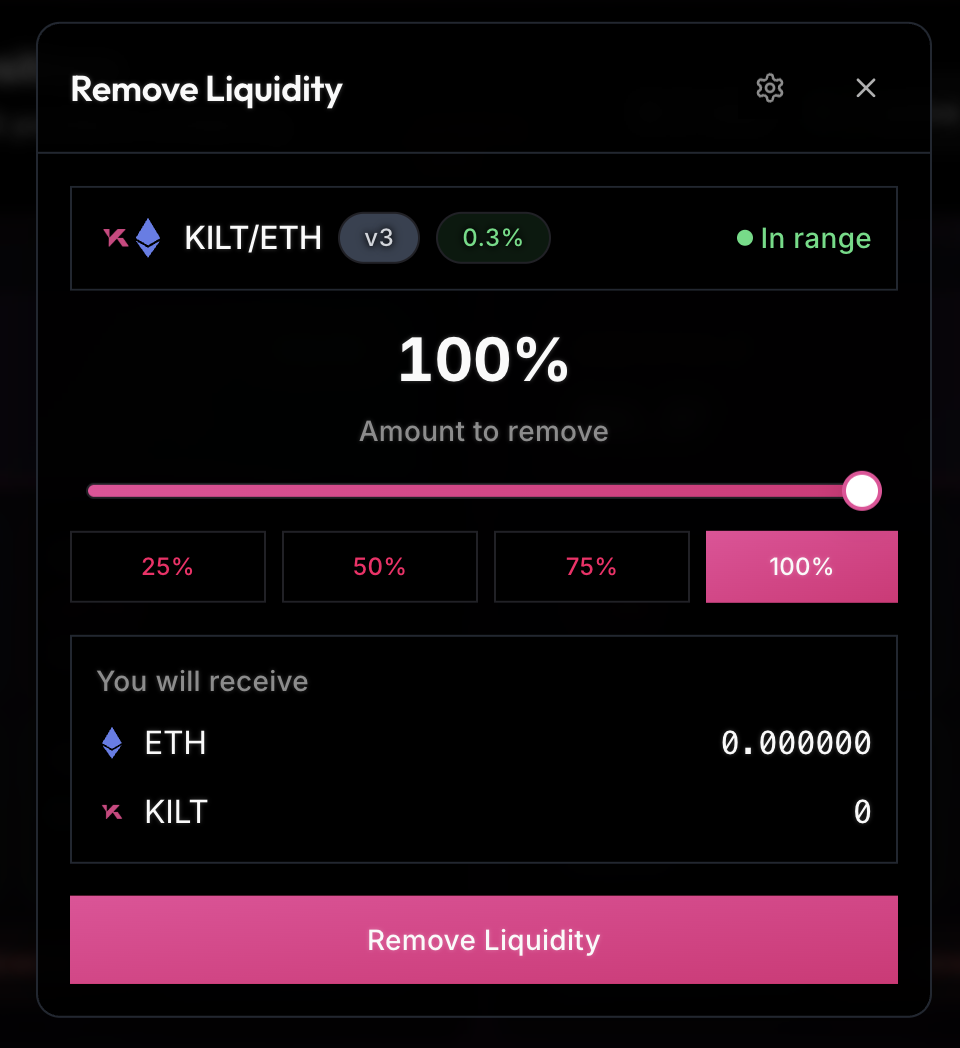 Remove Liquidity
KILT/ETH v3 0.3% In range
100%
Amount to remove
25% 50% 75% 100%
You will receive
ETH 0.000000
KILT 0
Remove Liquidity